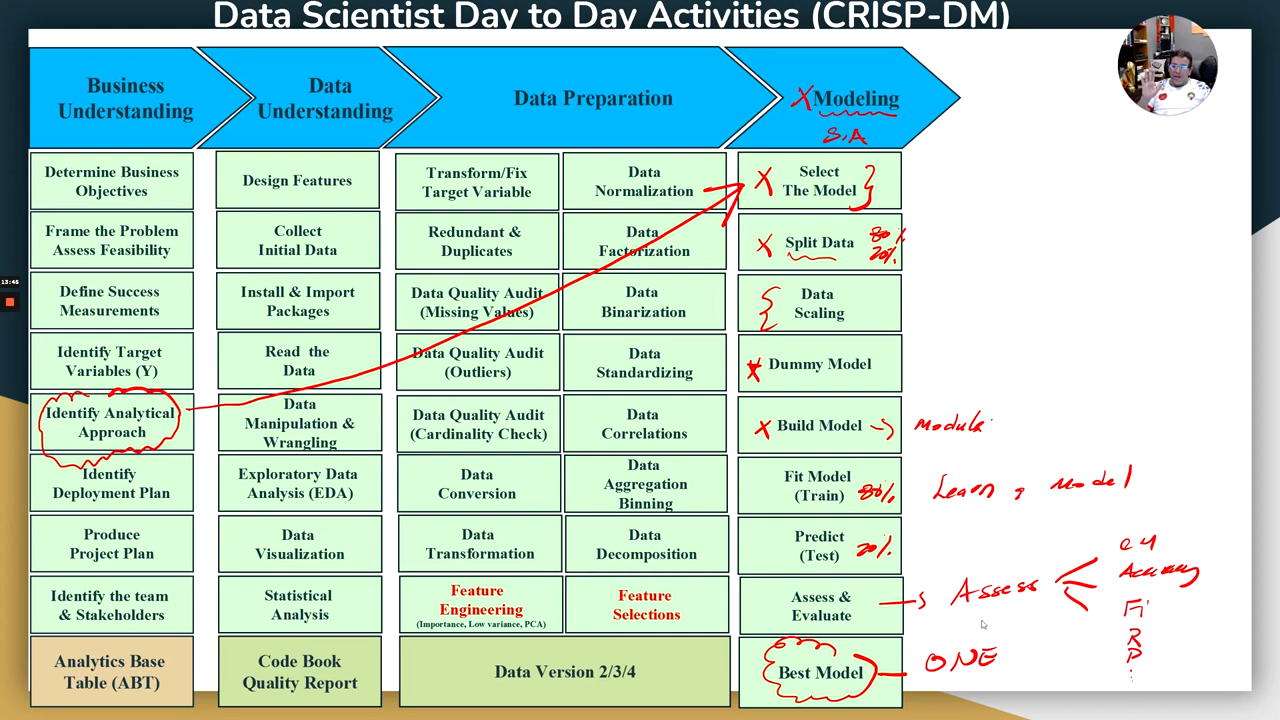 Data Scientist Day to Day Activities (CRISP-DM)
Business
Understanding
Data
Understanding
Data Preparation
X Modeling
S.A
Determine Business
Objectives
Frame the Problem
Assess Feasibility
Define Success
Measurements
Identify Target
Variables (Y)
Identify Analytical
Approach
Identify
Deployment Plan
Produce
Project Plan
Identify the team
& Stakeholders
Analytics Base
Table (ABT)
Design Features
Collect
Initial Data
Install & Import
Packages
Read the
Data
Data
Manipulation &
Wrangling
Exploratory Data
Analysis (EDA)
Data
Visualization
Statistical
Analysis
Code Book
Quality Report
Transform/Fix
Target Variable
Redundant &
Duplicates
Data Quality Audit
(Missing Values)
Data Quality Audit
(Outliers)
Data Quality Audit
(Cardinality Check)
Data
Conversion
Data
Transformation
Feature
Engineering
(Importance, Low variance, PCA)
Data
Normalization
Data
Factorization
Data
Binarization
Data
Standardizing
Data
Correlations
Data
Aggregation
Binning
Data
Decomposition
Feature
Selections
Data Version 2/3/4
X Select
The Model
X Split Data 80%
20%
Data
Scaling
X Dummy Model
X Build Model Module
Fit Model
(Train) 80% Learn Model
Predict
(Test) 20%
Assess &
Evaluate
Assess
Accuracy
F1
R
P
Best Model ONE
13:46